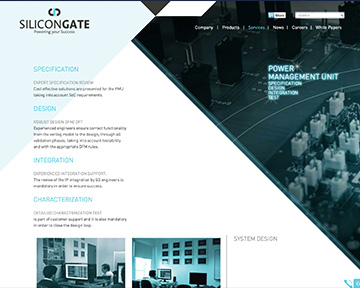 SILICONGATE
Powering your Success
Share
Company | Products | Services | News | Careers | White Papers
POWER
MANAGEMENT UNIT
SPECIFICATION
DESIGN
INTEGRATION
TEST
SPECIFICATION
EXPERT SPECIFICATION REVIEW
Cost effective solutions are presented for the PMU
taking into account SoC requirements.
DESIGN
ROBUST DESIGN
Experienced engineers ensure correct functionality
from the verilog model to the design, through all
validation phases, taking into account testability
and with the appropriate DFM rules.
INTEGRATION
EXPERIENCED INTEGRATION SUPPORT.
The review of the IP integration by SG engineers is
mandatory in order to ensure success.
CHARACTERIZATION
DETAILED CHARACTERIZATION TEST
is part of customer support and it is also mandatory
in order to close the design loop.
SYSTEM DESIGN